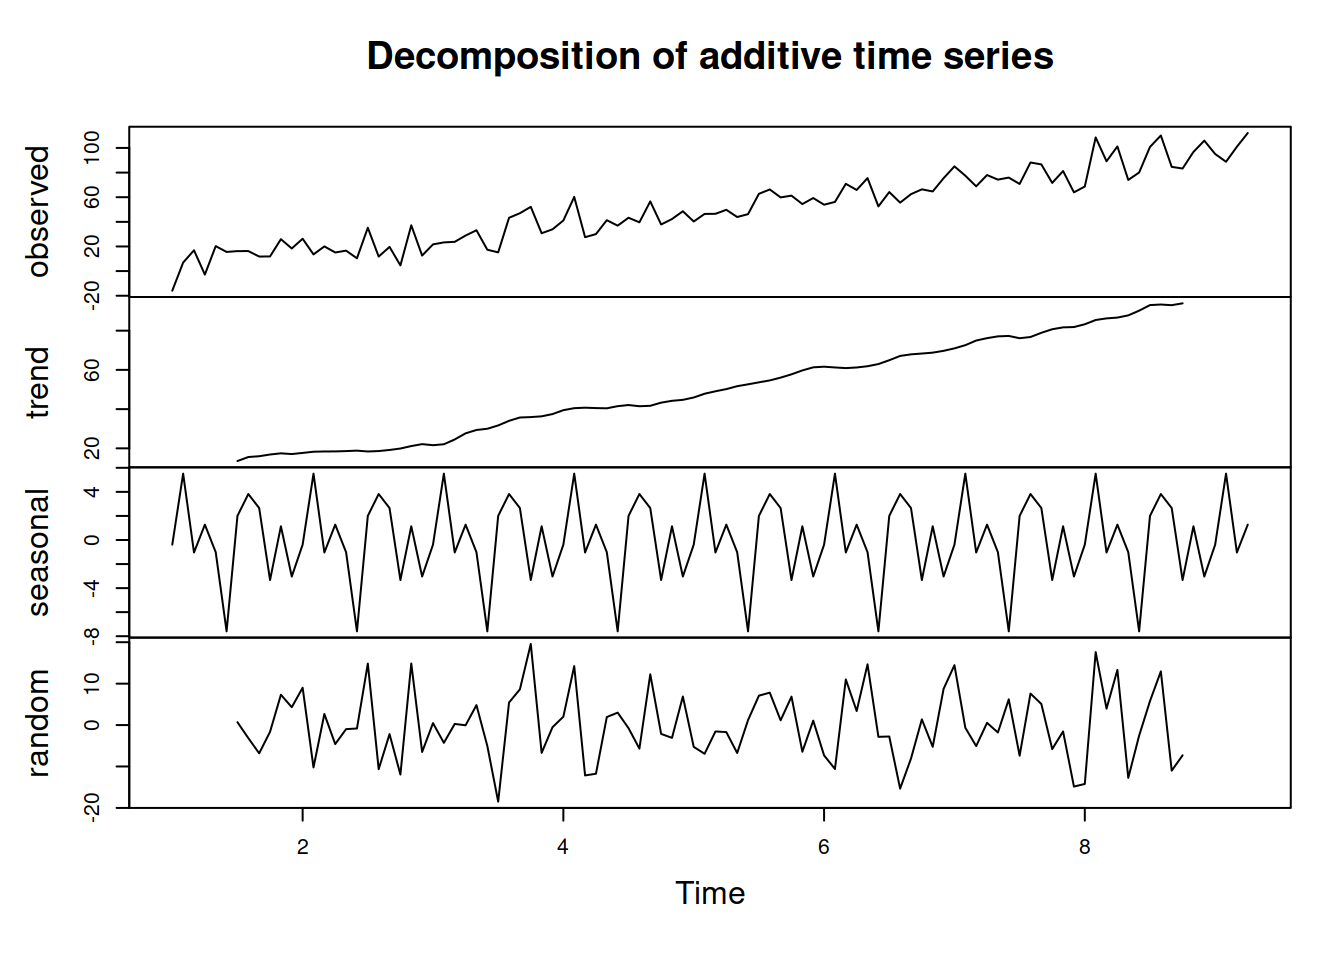 Decomposition of additive time series
observed
-20 20 60 100
trend
20 60
seasonal
-8 -4 0 4
random
-20 0 10
2 4 6 8
Time